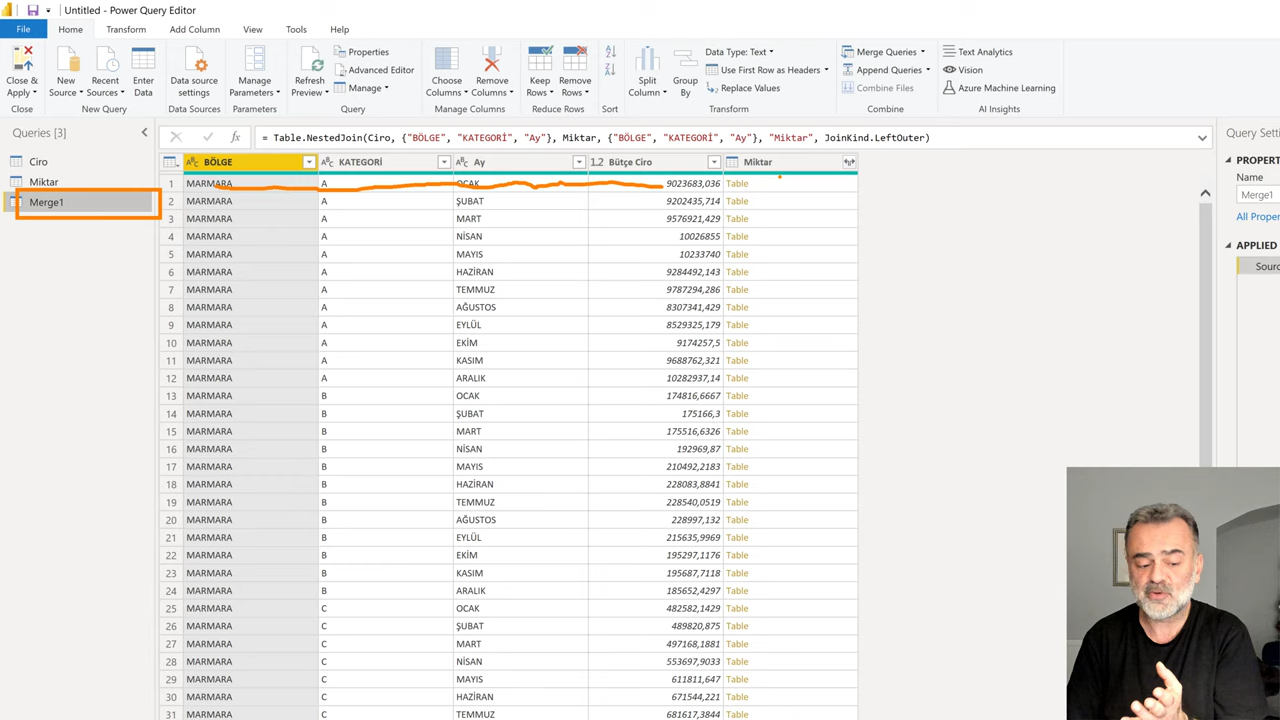 Untitled - Power Query Editor
File Home Transform Add Column View Tools Help
Close & Apply
New Source
Recent Sources
Enter Data
Data source settings
Manage Parameters
Refresh Preview
Properties
Advanced Editor
Manage
Choose Columns
Remove Columns
Keep Rows
Remove Rows
Split Column
Group By
Data Type: Text
Use First Row as Headers
Replace Values
Merge Queries
Append Queries
Combine Files
Text Analytics
Vision
Azure Machine Learning
Close New Query Data Sources Parameters Query Manage Columns Reduce Rows Sort Transform Combine AI Insights
Queries [3]
Ciro
Miktar
Merge1
fx = Table.NestedJoin(Ciro, {"BÖLGE", "KATEGORİ", "Ay"}, Miktar, {"BÖLGE", "KATEGORİ", "Ay"}, "Miktar", JoinKind.LeftOuter)
BÖLGE KATEGORİ Ay 1.2 Bütçe Ciro Miktar
1 MARMARA A OCAK 9023683,036 Table
2 MARMARA A ŞUBAT 9202435,714 Table
3 MARMARA A MART 9576921,429 Table
4 MARMARA A NİSAN 10026855 Table
5 MARMARA A MAYIS 10233740 Table
6 MARMARA A HAZİRAN 9284492,143 Table
7 MARMARA A TEMMUZ 9787294,286 Table
8 MARMARA A AĞUSTOS 8307341,429 Table
9 MARMARA A EYLÜL 8529325,179 Table
10 MARMARA A EKİM 9174257,5 Table
11 MARMARA A KASIM 9688762,321 Table
12 MARMARA A ARALIK 10282937,14 Table
13 MARMARA B OCAK 174816,6667 Table
14 MARMARA B ŞUBAT 175166,3 Table
15 MARMARA B MART 175516,6326 Table
16 MARMARA B NİSAN 192969,87 Table
17 MARMARA B MAYIS 210492,2183 Table
18 MARMARA B HAZİRAN 228083,8841 Table
19 MARMARA B TEMMUZ 228540,0519 Table
20 MARMARA B AĞUSTOS 228997,132 Table
21 MARMARA B EYLÜL 215635,9969 Table
22 MARMARA B EKİM 195297,1176 Table
23 MARMARA B KASIM 195687,7118 Table
24 MARMARA B ARALIK 185652,4297 Table
25 MARMARA C OCAK 482582,1429 Table
26 MARMARA C ŞUBAT 489820,875 Table
27 MARMARA C MART 497168,1881 Table
28 MARMARA C NİSAN 553697,9033 Table
29 MARMARA C MAYIS 611811,647 Table
30 MARMARA C HAZİRAN 671544,221 Table
31 MARMARA C TEMMUZ 681617,3844 Table
Query Setti
PROPERT
Name
Merge1
All Proper
APPLIED
Sourc